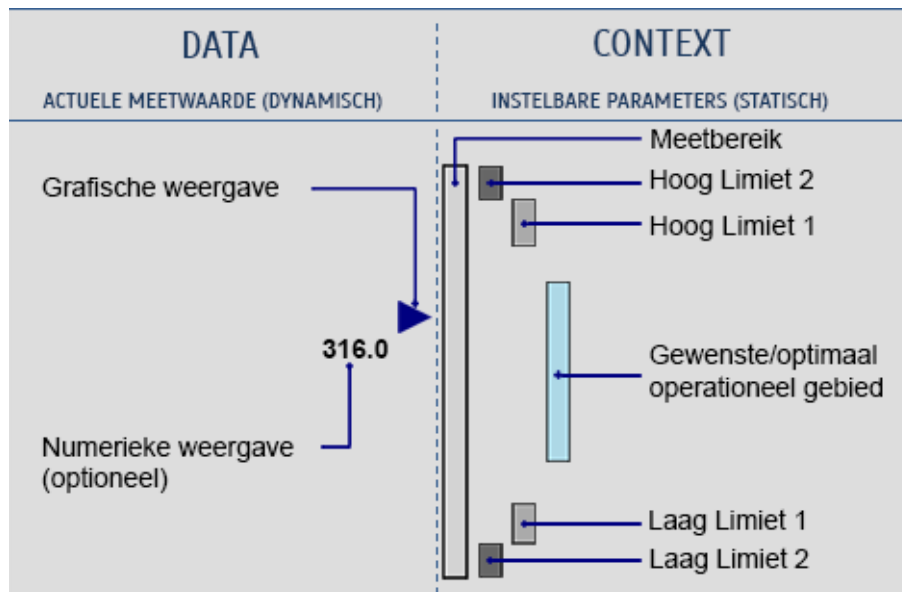 DATA
ACTUELE MEETWAARDE (DYNAMISCH)
CONTEXT
INSTELBARE PARAMETERS (STATISCH)
Grafische weergave
316.0
Numerieke weergave
(optioneel)
Meetbereik
Hoog Limiet 2
Hoog Limiet 1
Gewenste/optimaal
operationeel gebied
Laag Limiet 1
Laag Limiet 2